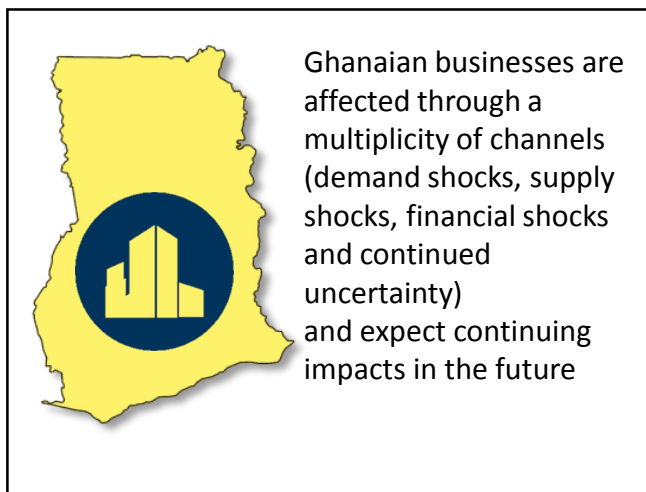 Ghanaian businesses are
affected through a
multiplicity of channels
(demand shocks, supply
shocks, financial shocks
and continued
uncertainty)
and expect continuing
impacts in the future